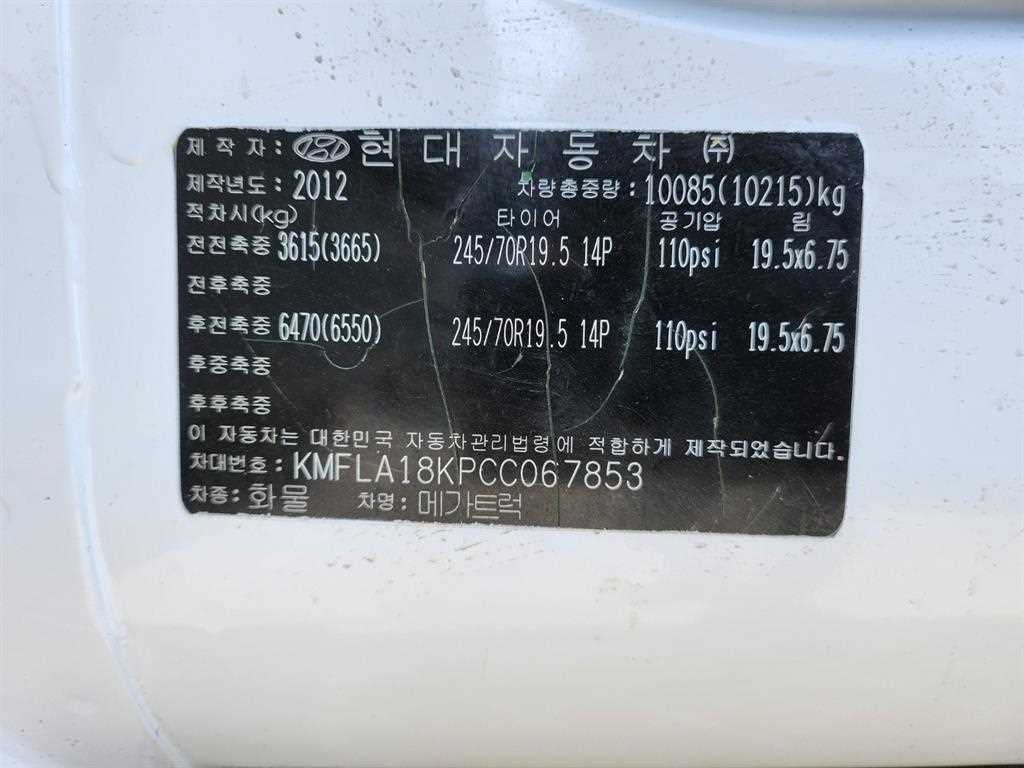 제작자: 현대자동차 ㈜
제작년도: 2012 차량총중량: 10085(10215)kg
적차시(kg) 타이어 공기압 림
전전축중 3615(3665) 245/70R19.5 14P 110psi 19.5x6.75
전후축중
후전축중 6470(6550) 245/70R19.5 14P 110psi 19.5x6.75
후중축중
후후축중
이 자동차는 대한민국 자동차관리법령에 적합하게 제작되었습니다.
차대번호: KMFLA18KPCC067853
차종: 화물 차명: 메가트럭